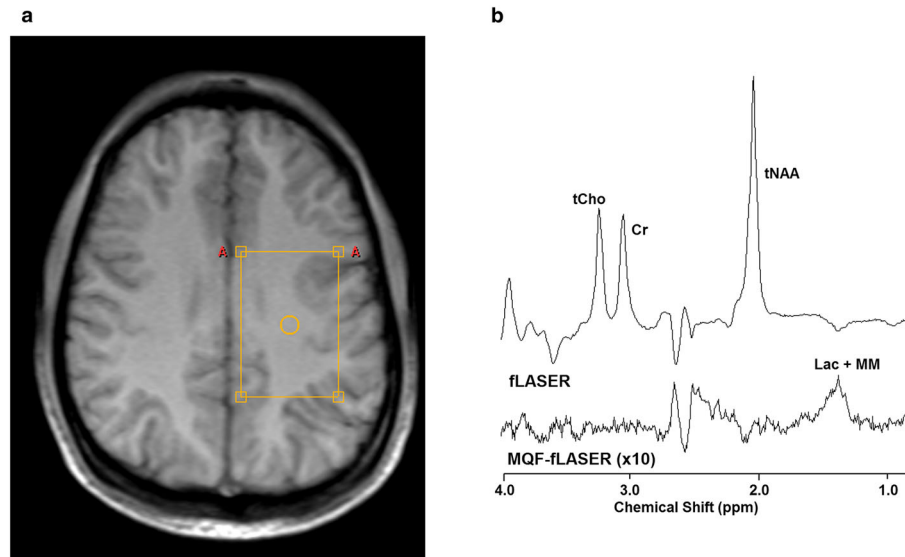 a
A A
b
tCho
Cr
tNAA
fLASER
Lac + MM
MQF-fLASER (x10)
4.0 3.0 2.0 1.0
Chemical Shift (ppm)